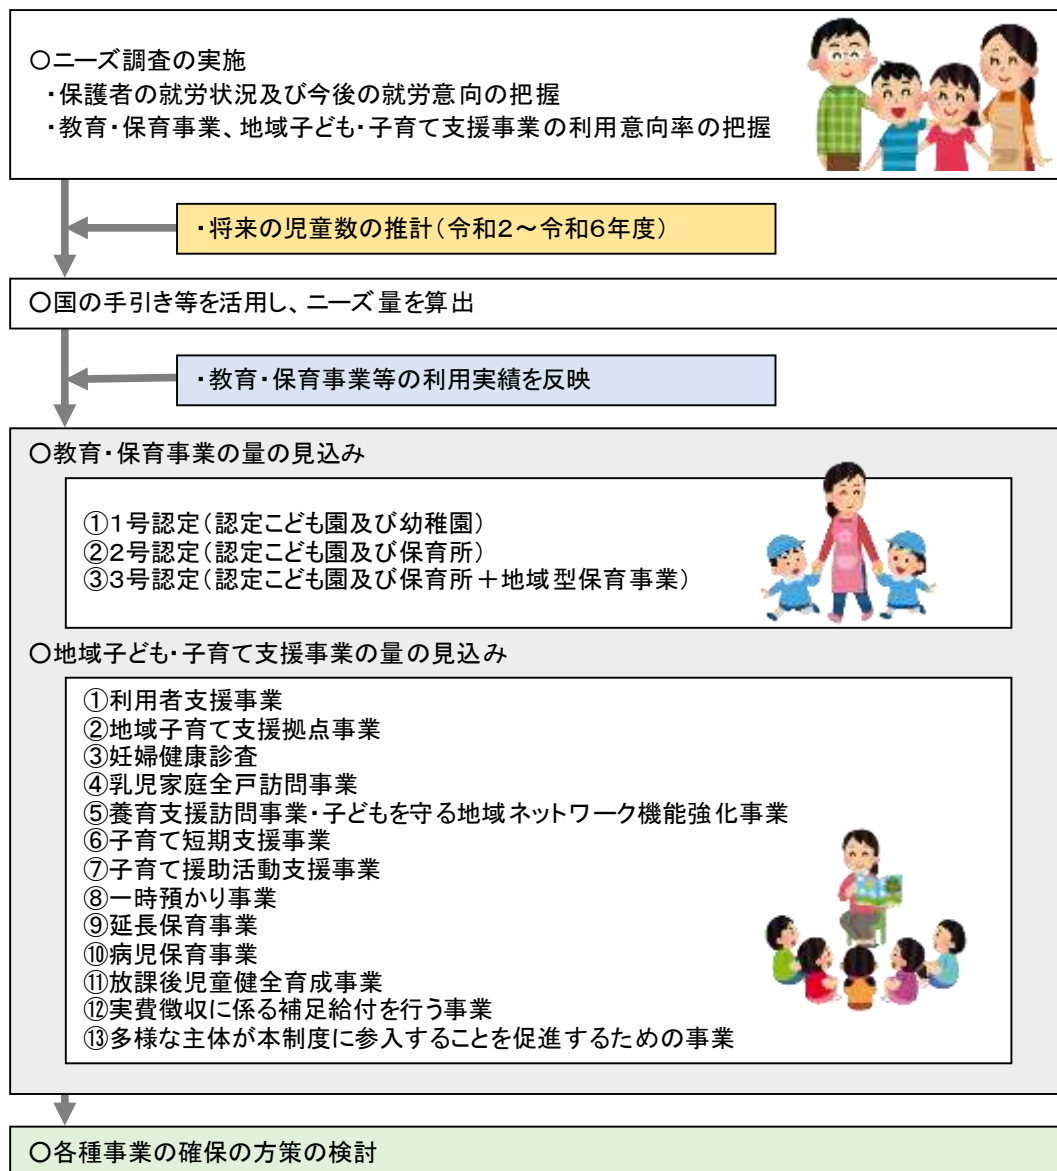 ○ニーズ調査の実施
・保護者の就労状況及び今後の就労意向の把握
・教育・保育事業、地域子ども・子育て支援事業の利用意向率の把握
・将来の児童数の推計（令和２～令和６年度）
○国の手引き等を活用し、ニーズ量を算出
・教育・保育事業等の利用実績を反映
○教育・保育事業の量の見込み
①１号認定（認定こども園及び幼稚園）
②２号認定（認定こども園及び保育所）
③３号認定（認定こども園及び保育所＋地域型保育事業）
○地域子ども・子育て支援事業の量の見込み
①利用者支援事業
②地域子育て支援拠点事業
③妊婦健康診査
④乳児家庭全戸訪問事業
⑤養育支援訪問事業・子どもを守る地域ネットワーク機能強化事業
⑥子育て短期支援事業
⑦子育て援助活動支援事業
⑧一時預かり事業
⑨延長保育事業
⑩病児保育事業
⑪放課後児童健全育成事業
⑫実費徴収に係る補足給付を行う事業
⑬多様な主体が本制度に参入することを促進するための事業
○各種事業の確保の方策の検討